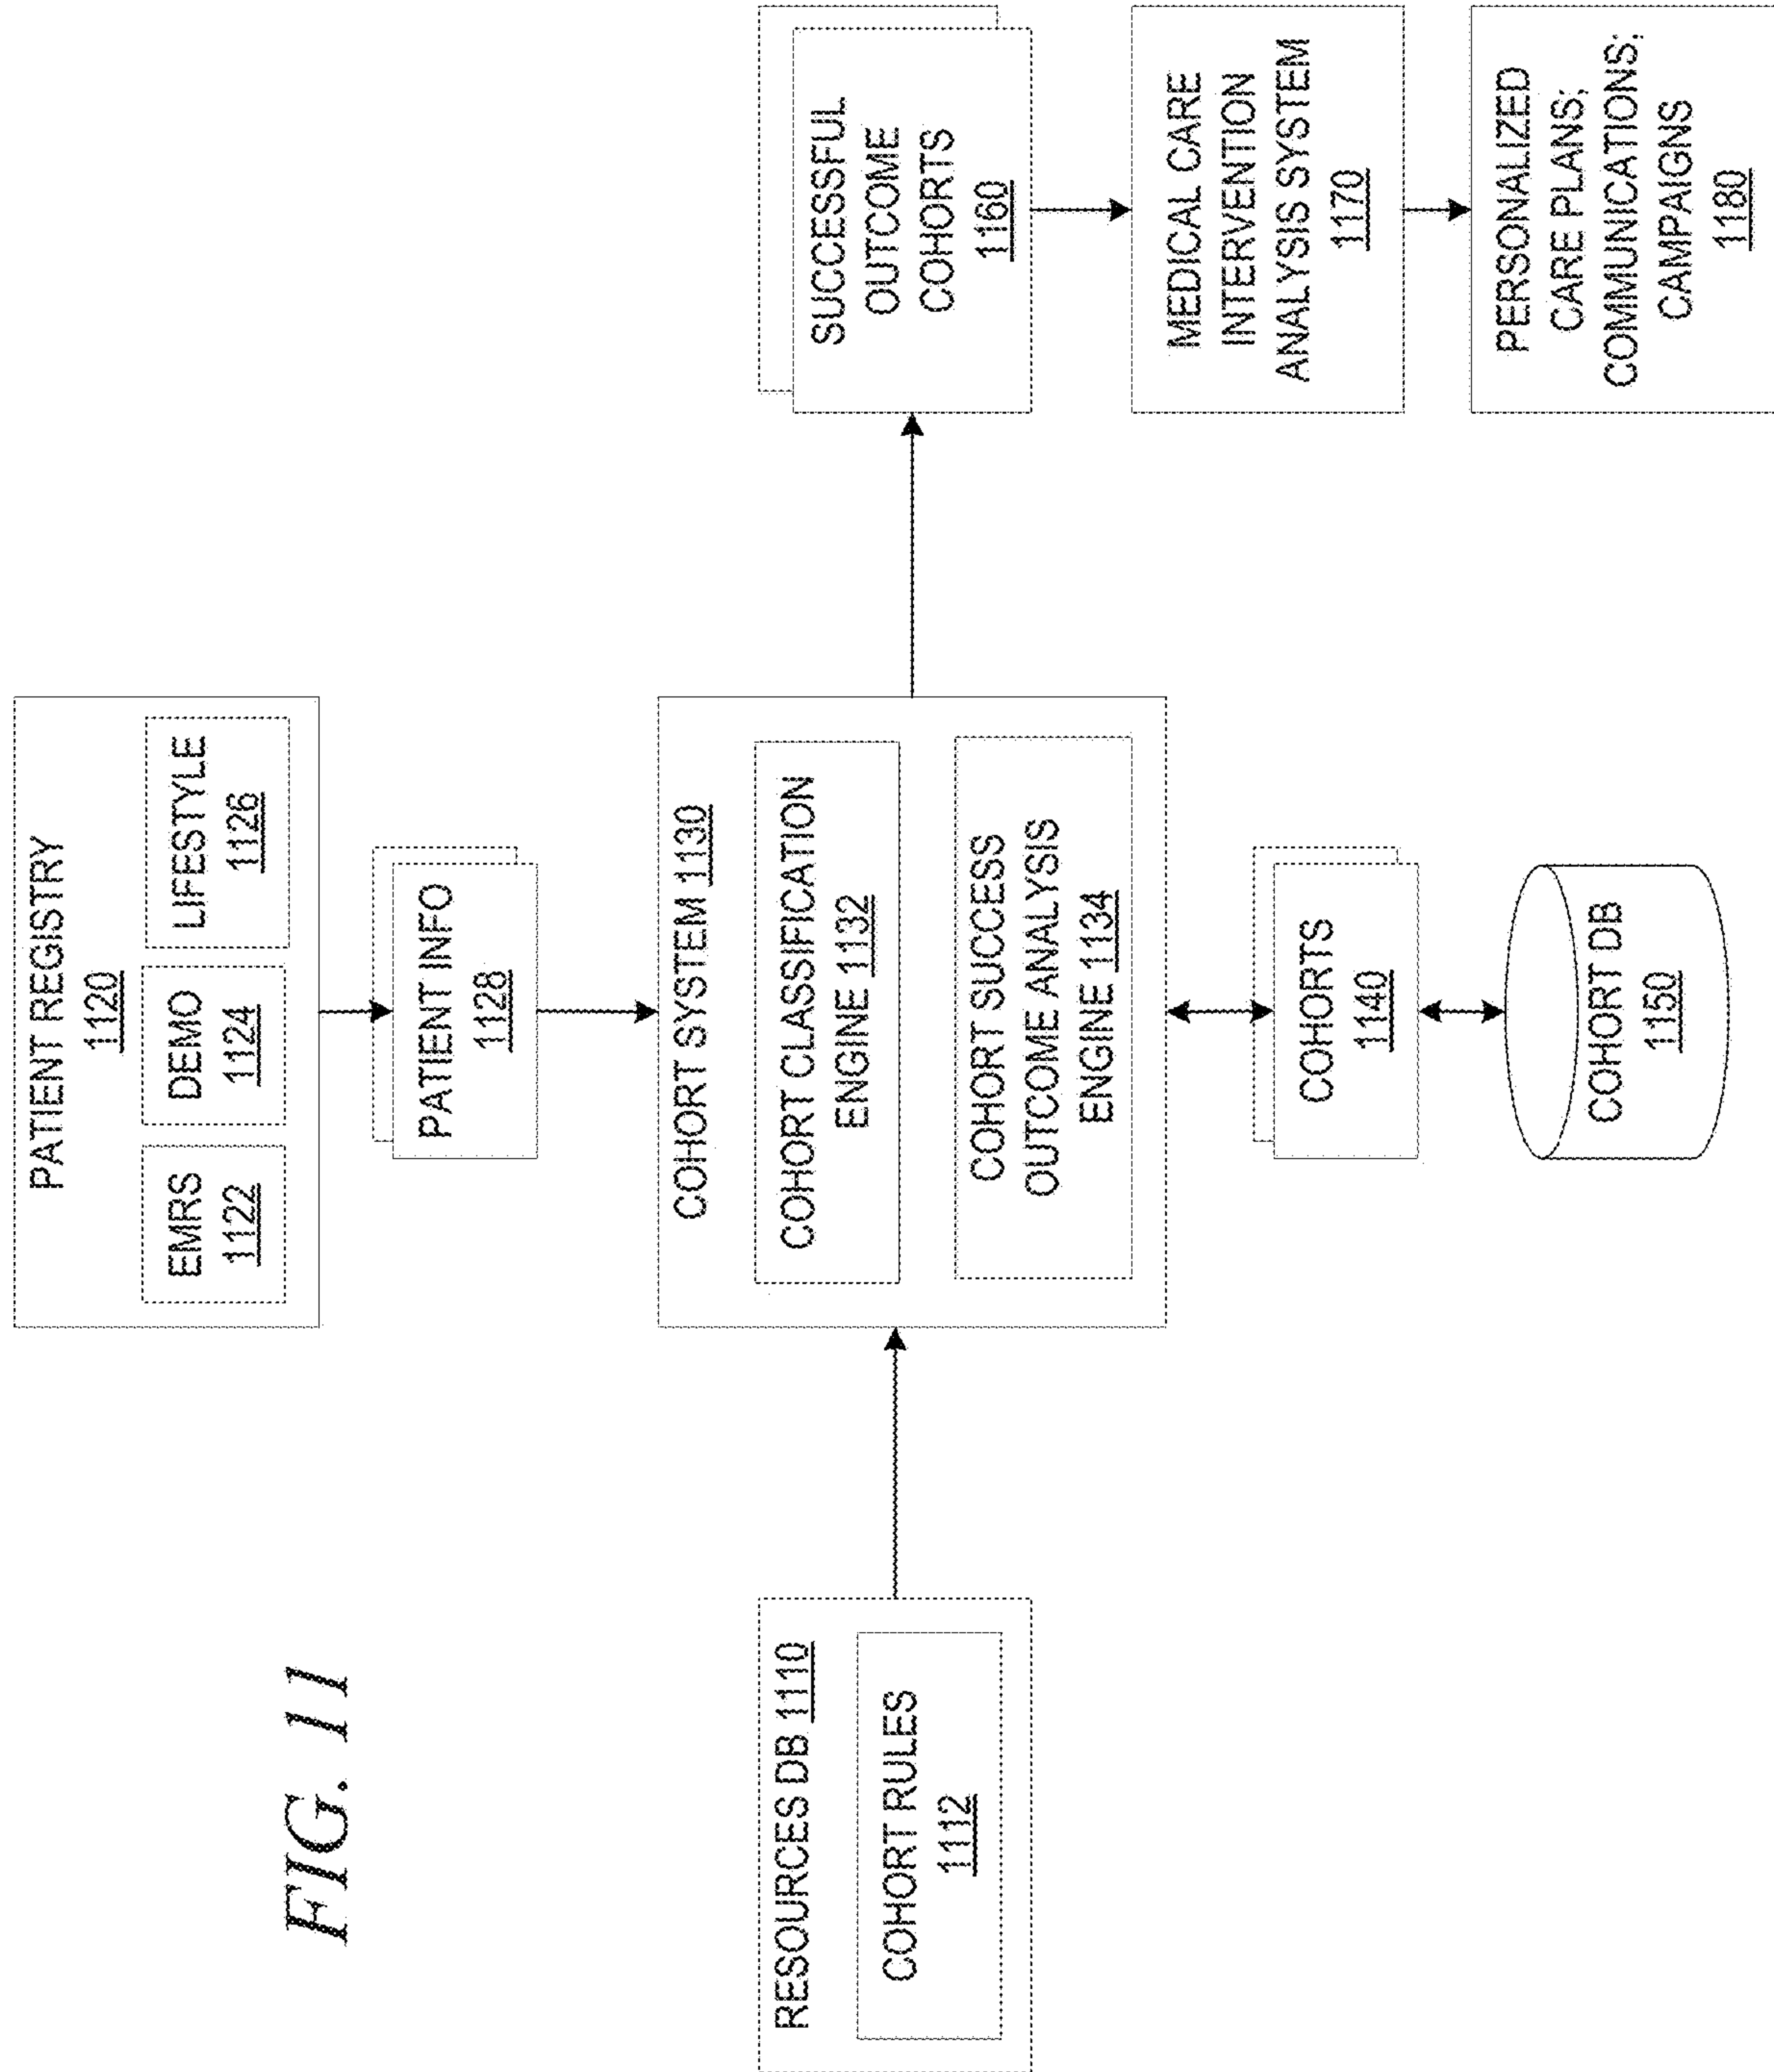 FIG. 11
PATIENT REGISTRY
1120
EMRS
1122
DEMO
1124
LIFESTYLE
1126
PATIENT INFO
1128
RESOURCES DB 1110
COHORT RULES
1112
COHORT SYSTEM 1130
COHORT CLASSIFICATION
ENGINE 1132
COHORT SUCCESS
OUTCOME ANALYSIS
ENGINE 1134
COHORTS
1140
COHORT DB
1150
SUCCESSFUL
OUTCOME
COHORTS
1160
MEDICAL CARE
INTERVENTION
ANALYSIS SYSTEM
1170
PERSONALIZED
CARE PLANS;
COMMUNICATIONS;
CAMPAIGNS
1180